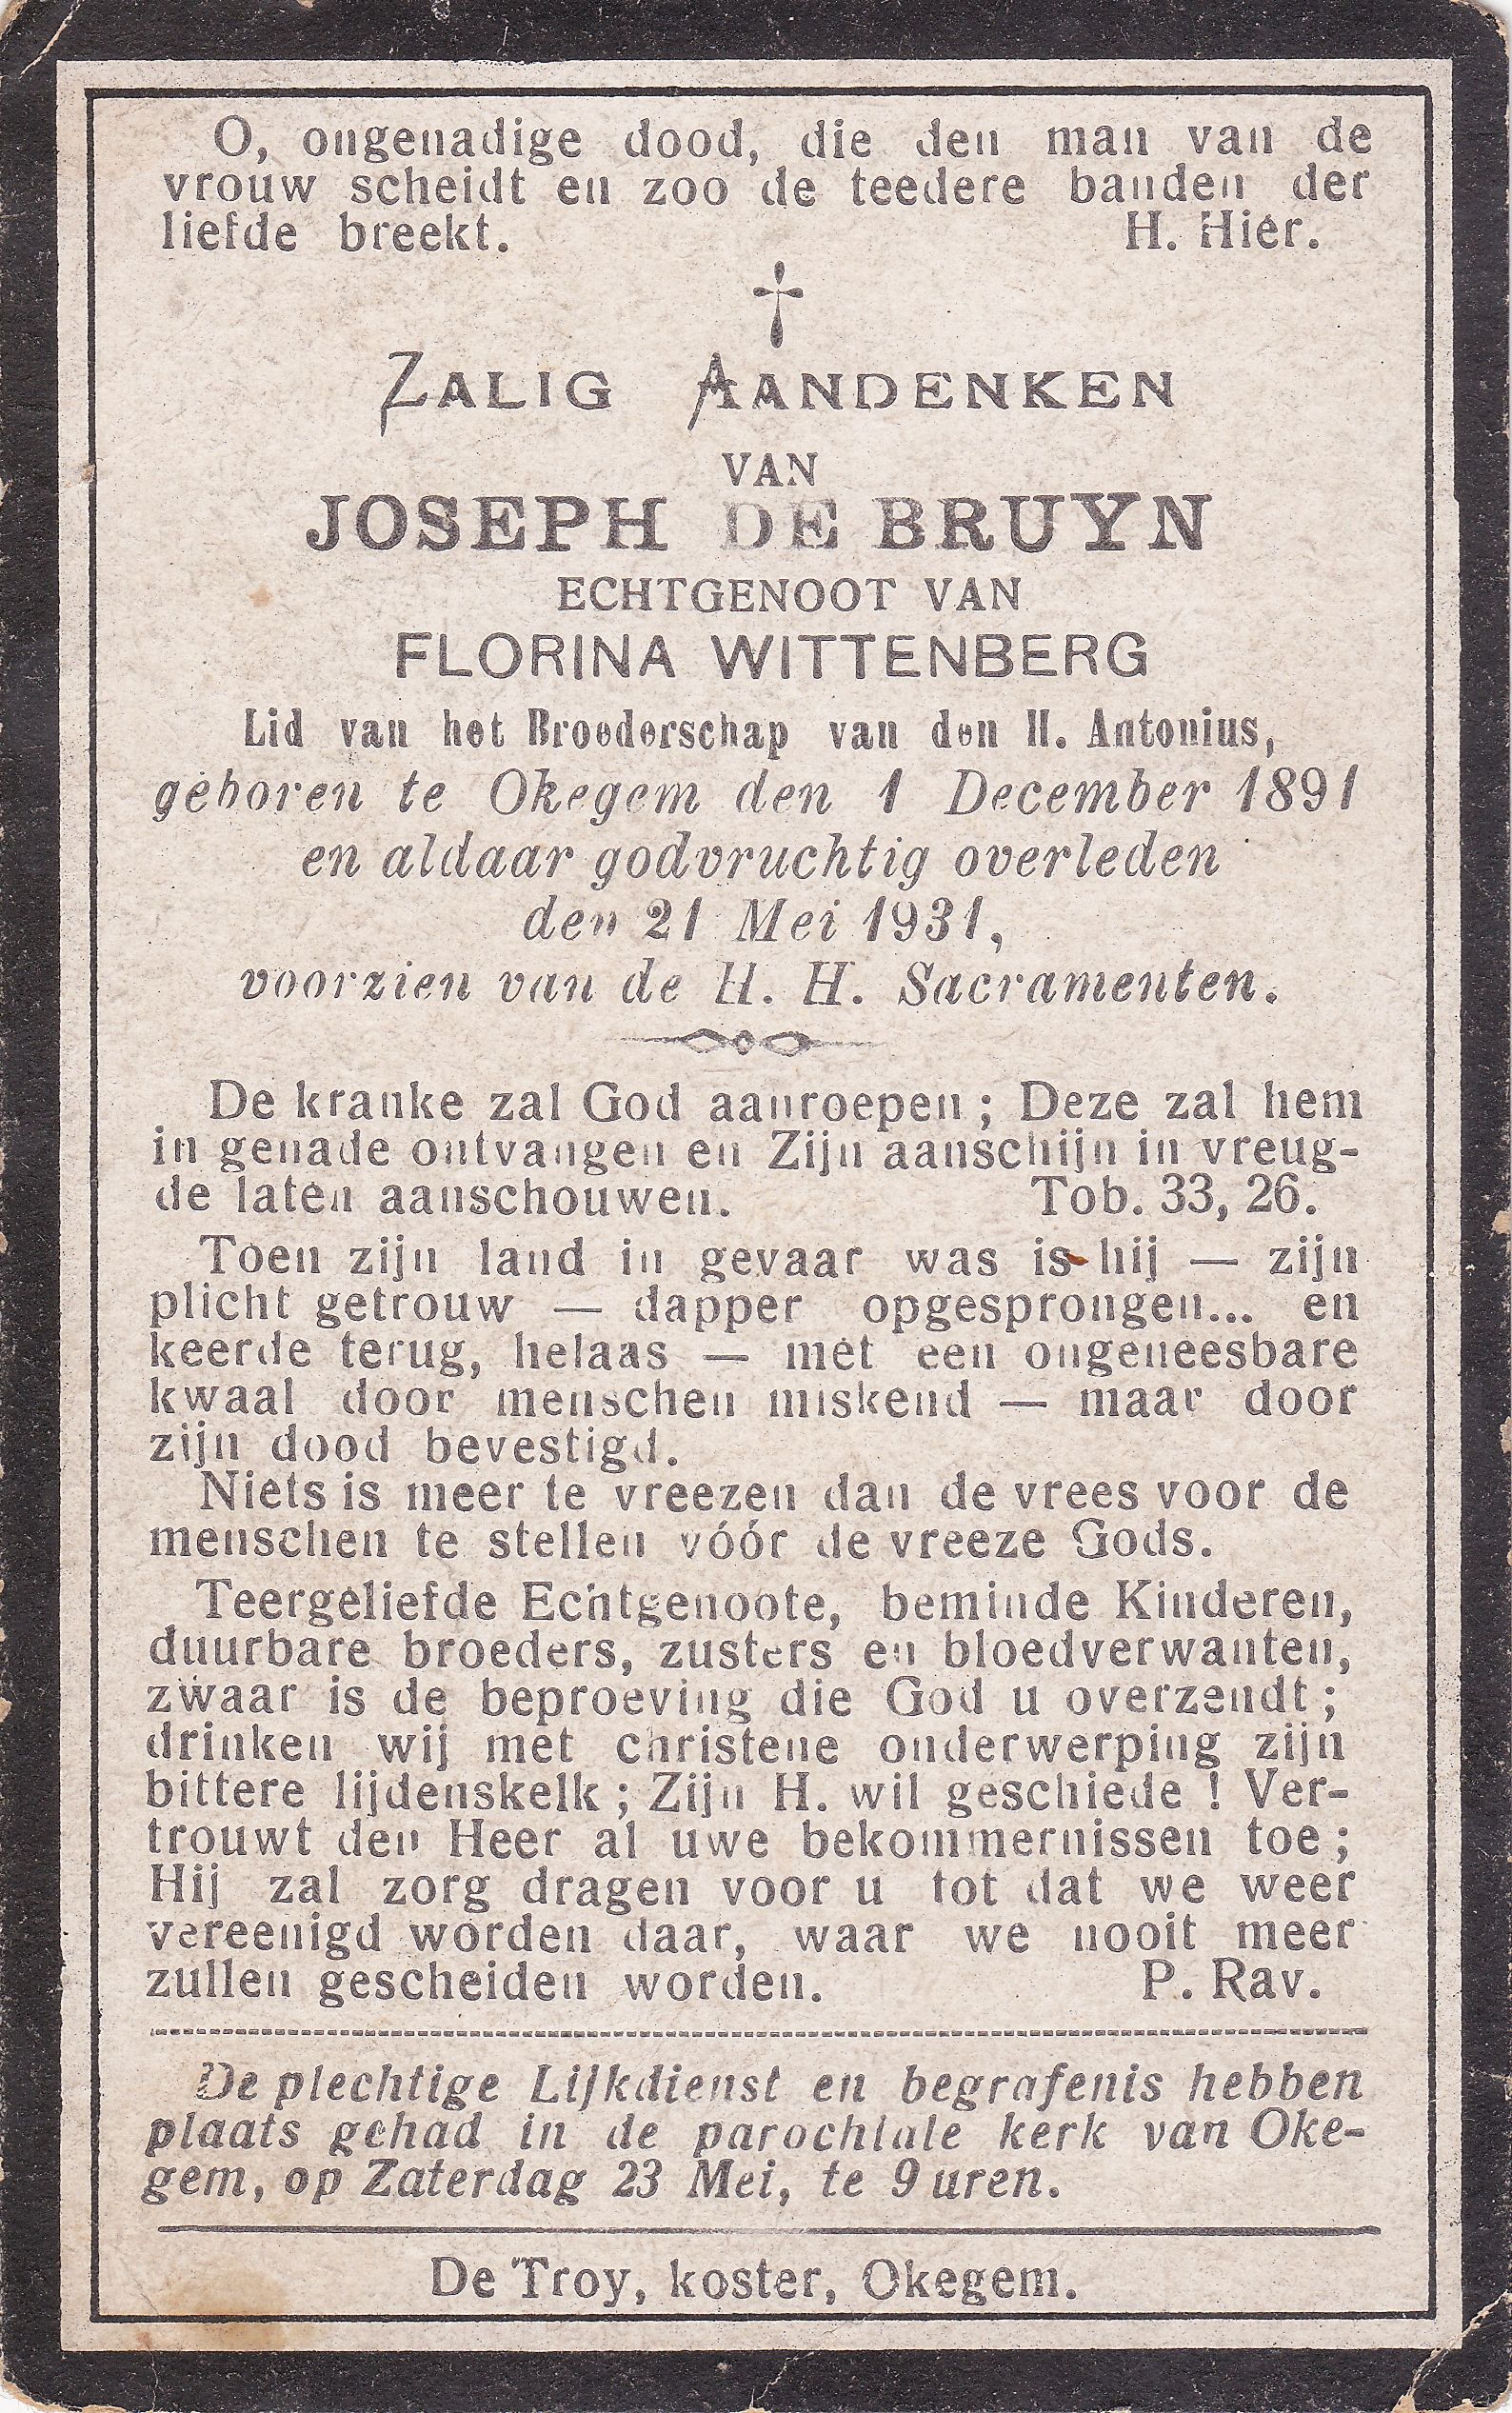 O, ongenadige dood, die den man van de
vrouw scheidt en zoo de teedere banden der
liefde breekt. H. Hier.
ZALIG AANDENKEN
VAN
JOSEPH DE BRUYN
ECHTGENOOT VAN
FLORINA WITTENBERG
Lid van het Broederschap van den H. Antonius,
geboren te Okegem den 1 December 1891
en aldaar godvruchtig overleden
den 21 Mei 1931,
voorzien van de H. H. Sacramenten.
De kranke zal God aanroepen ; Deze zal hem
in genade ontvangen en Zijn aanschijn in vreug-
de laten aanschouwen. Tob. 33, 26.
Toen zijn land in gevaar was is hij — zijn
plicht getrouw — dapper opgesprongen... en
keerde terug, helaas — met een ongeneesbare
kwaal door menschen miskend — maar door
zijn dood bevestigd.
Niets is meer te vreezen dan de vrees voor de
menschen te stellen vóór de vreeze Gods.
Teergeliefde Echtgenoote, beminde Kinderen,
duurbare broeders, zusters en bloedverwanten,
zwaar is de beproeving die God u overzendt ;
drinken wij met christene onderwerping zijn
bittere lijdenskelk ; Zijn H. wil geschiede ! Ver-
trouwt den Heer al uwe bekommernissen toe ;
Hij zal zorg dragen voor u tot dat we weer
vereenigd worden daar, waar we nooit meer
zullen gescheiden worden. P. Rav.
De plechtige Lijkdienst en begrafenis hebben
plaats gehad in de parochiale kerk van Oke-
gem, op Zaterdag 23 Mei, te 9 uren.
De Troy, koster, Okegem.